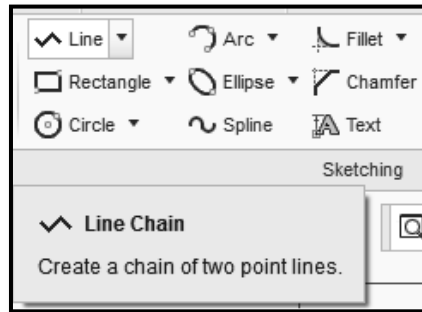 Line Arc Fillet
Rectangle Ellipse Chamfer
Circle Spline Text
Sketching
Line Chain
Create a chain of two point lines.